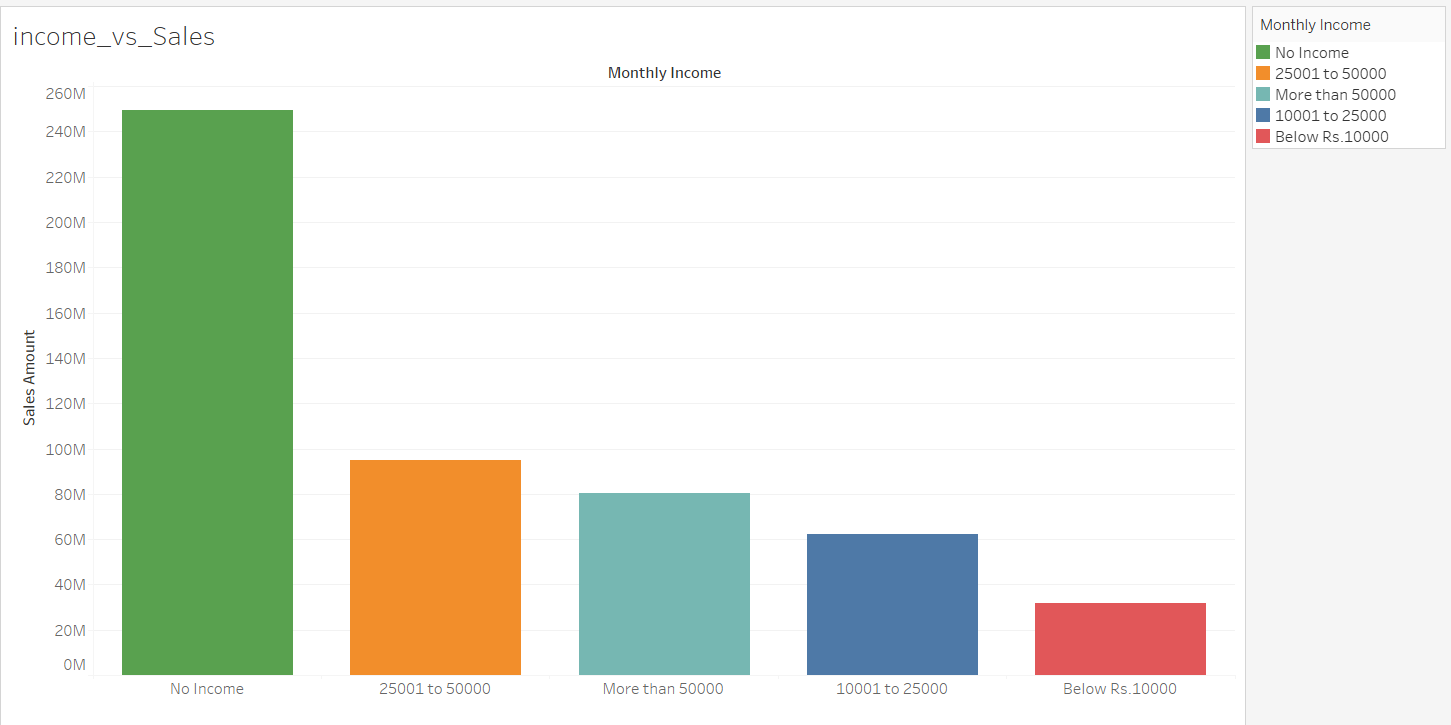 income_vs_Sales
Monthly Income
260M
240M
220M
200M
180M
160M
140M
120M
100M
80M
60M
40M
20M
0M
Sales Amount
No Income
25001 to 50000
More than 50000
10001 to 25000
Below Rs.10000
Monthly Income
No Income
25001 to 50000
More than 50000
10001 to 25000
Below Rs.10000